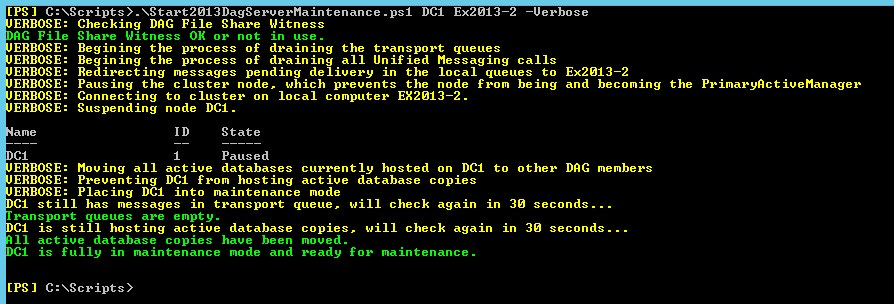 [PS] C:\Scripts>.\Start2013DagServerMaintenance.ps1 DC1 Ex2013-2 -Verbose
VERBOSE: Checking DAG File Share Witness
DAG File Share Witness OK or not in use.
VERBOSE: Begining the process of draining the transport queues
VERBOSE: Begining the process of draining all Unified Messaging calls
VERBOSE: Redirecting messages pending delivery in the local queues to Ex2013-2
VERBOSE: Pausing the cluster node, which prevents the node from being and becoming the PrimaryActiveManager
VERBOSE: Connecting to cluster on local computer EX2013-2.
VERBOSE: Suspending node DC1.
Name ID State
---- -- -----
DC1 1 Paused
VERBOSE: Moving all active databases currently hosted on DC1 to other DAG members
VERBOSE: Preventing DC1 from hosting active database copies
VERBOSE: Placing DC1 into maintenance mode
DC1 still has messages in transport queue, will check again in 30 seconds...
Transport queues are empty.
DC1 is still hosting active database copies, will check again in 30 seconds...
All active database copies have been moved.
DC1 is fully in maintenance mode and ready for maintenance.
[PS] C:\Scripts>